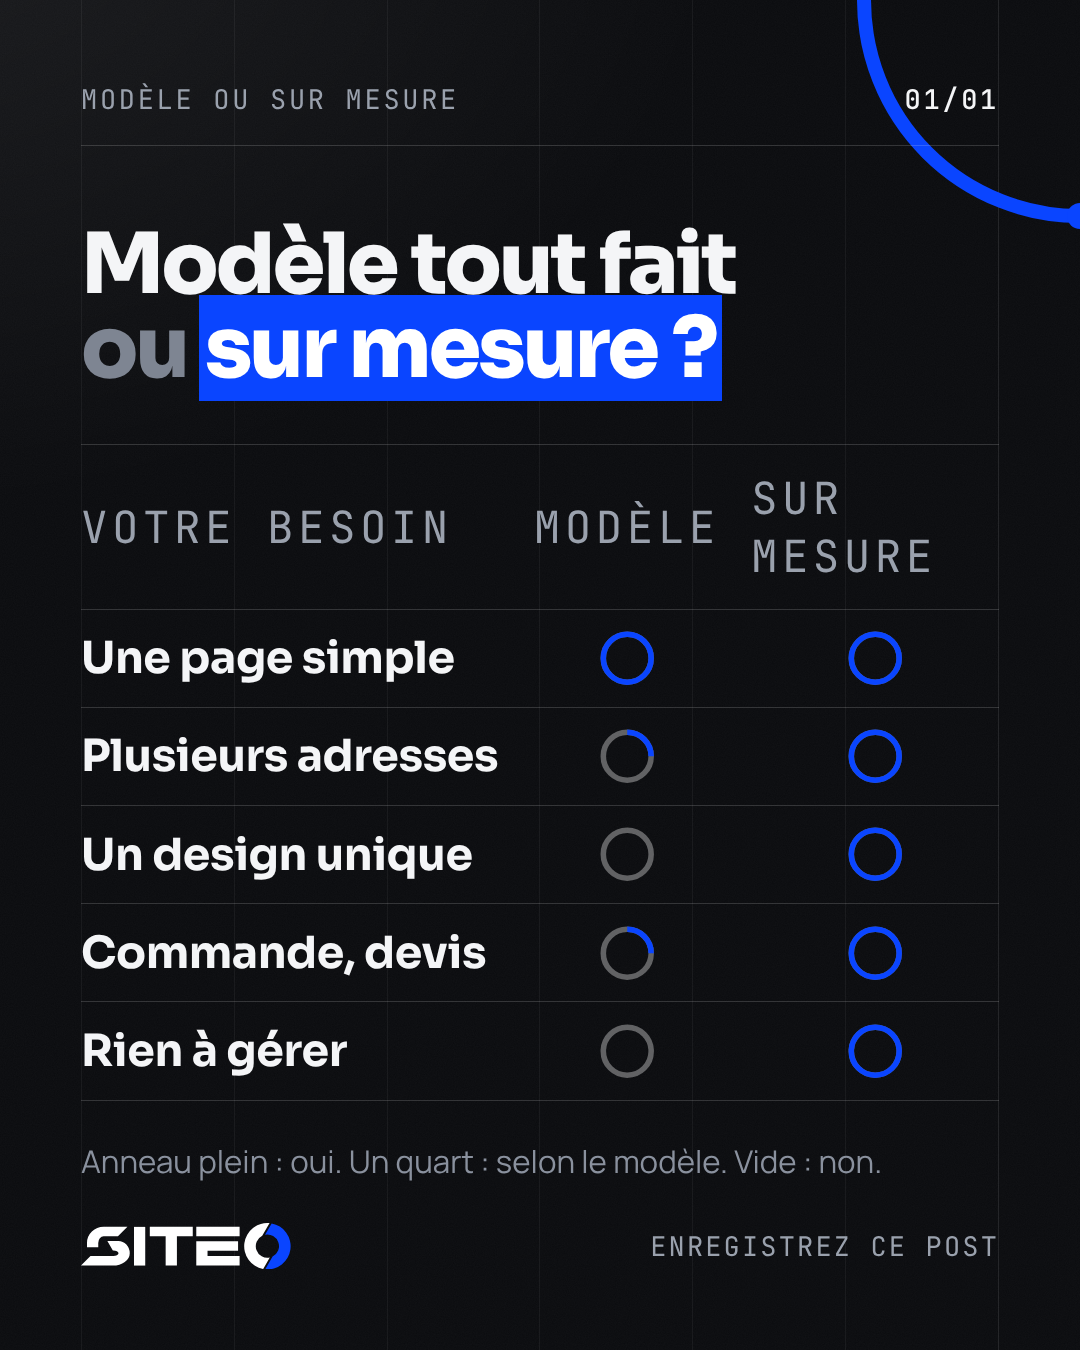 MODÈLE OU SUR MESURE
01/01
Modèle tout fait
ou sur mesure ?
VOTRE BESOIN MODÈLE SUR MESURE
Une page simple
Plusieurs adresses
Un design unique
Commande, devis
Rien à gérer
Anneau plein : oui. Un quart : selon le modèle. Vide : non.
SITEO
ENREGISTREZ CE POST